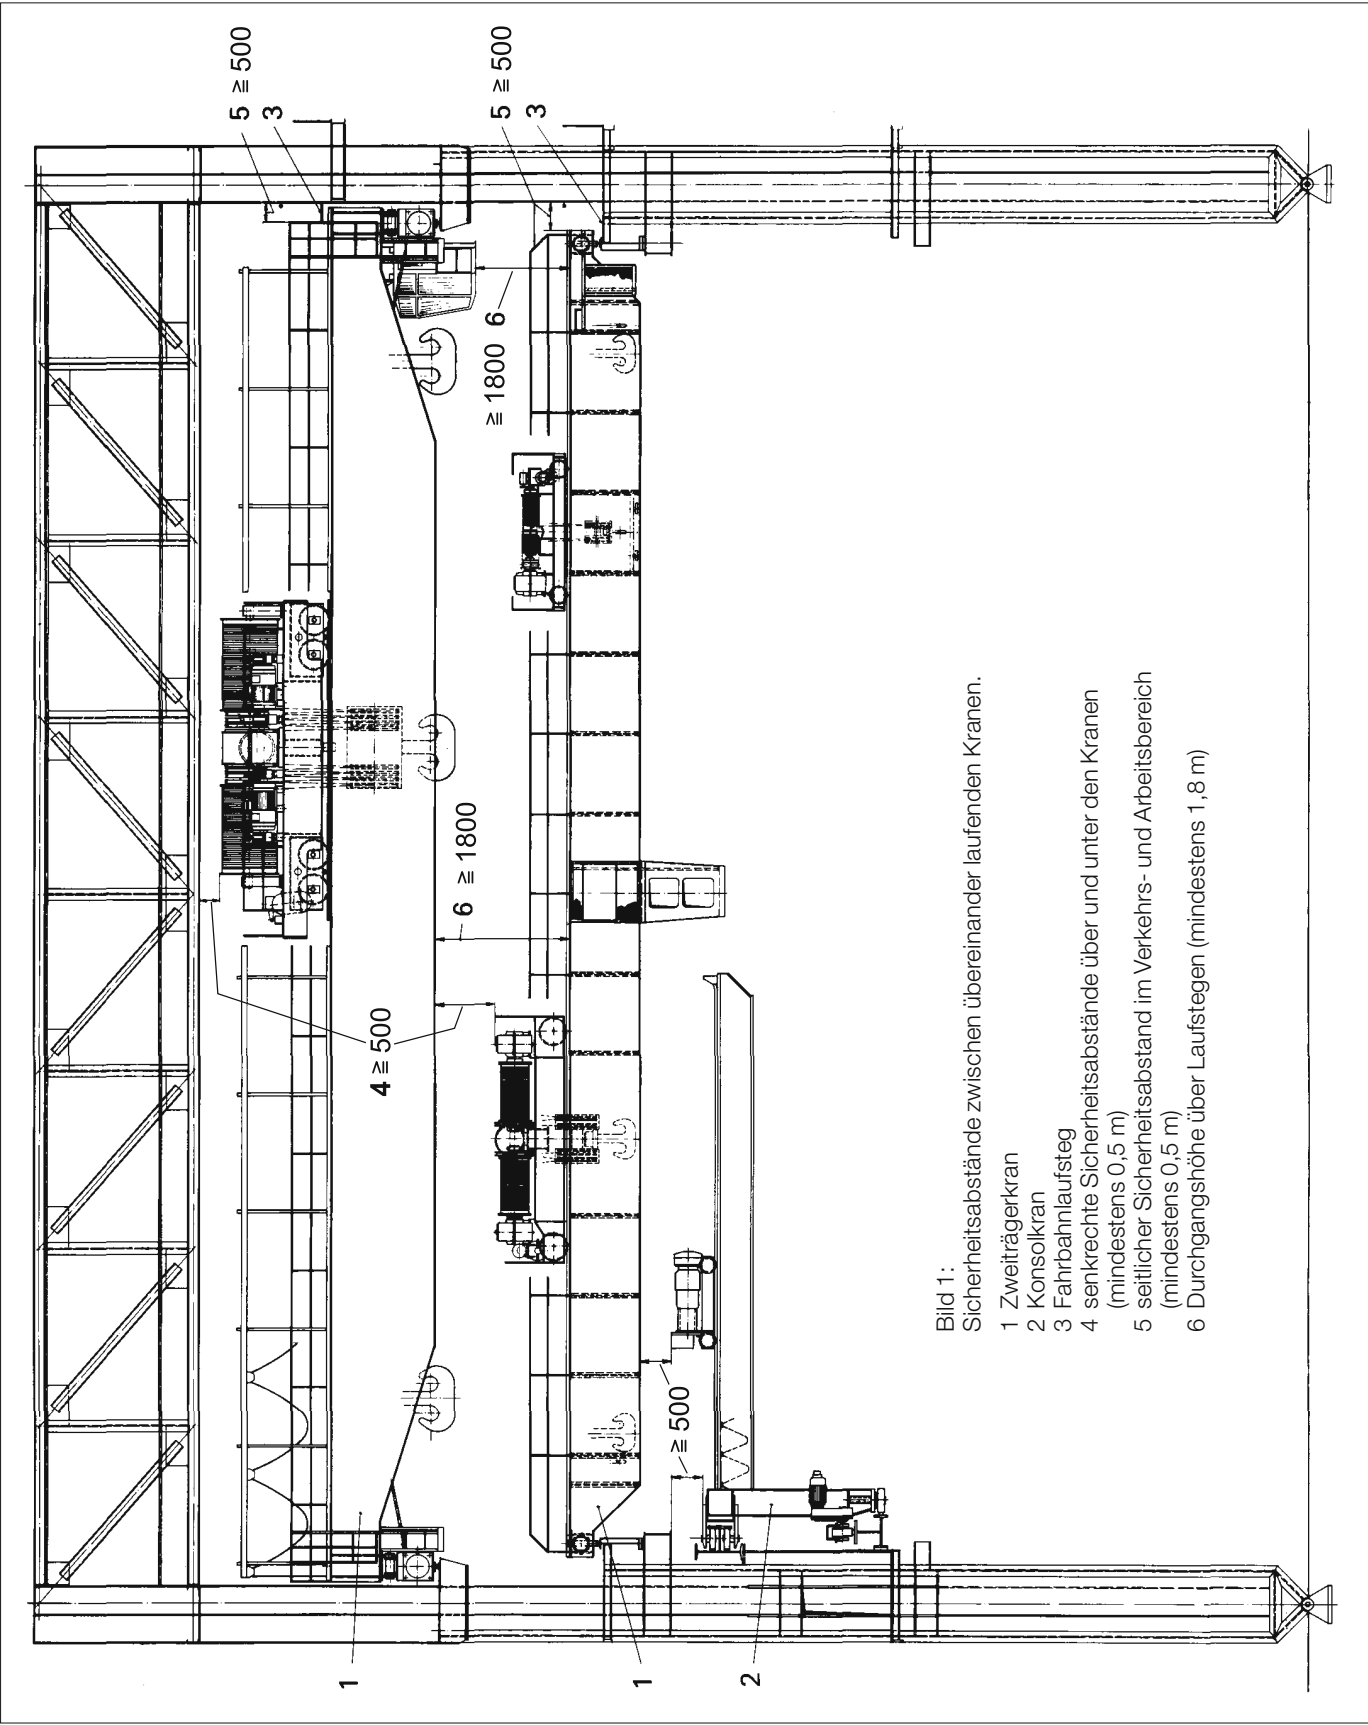 5 ≧ 500
3
5 ≧ 500
3
≧ 1800 6
6 ≧ 1800
4 ≧ 500
≧ 500
1
1
2
Bild 1:
Sicherheitsabstände zwischen übereinander laufenden Kranen.
1 Zweiträgerkran
2 Konsolkran
3 Fahrbahnlaufsteg
4 senkrechte Sicherheitsabstände über und unter den Kranen
(mindestens 0,5 m)
5 seitlicher Sicherheitsabstand im Verkehrs- und Arbeitsbereich
(mindestens 0,5 m)
6 Durchgangshöhe über Laufstegen (mindestens 1,8 m)